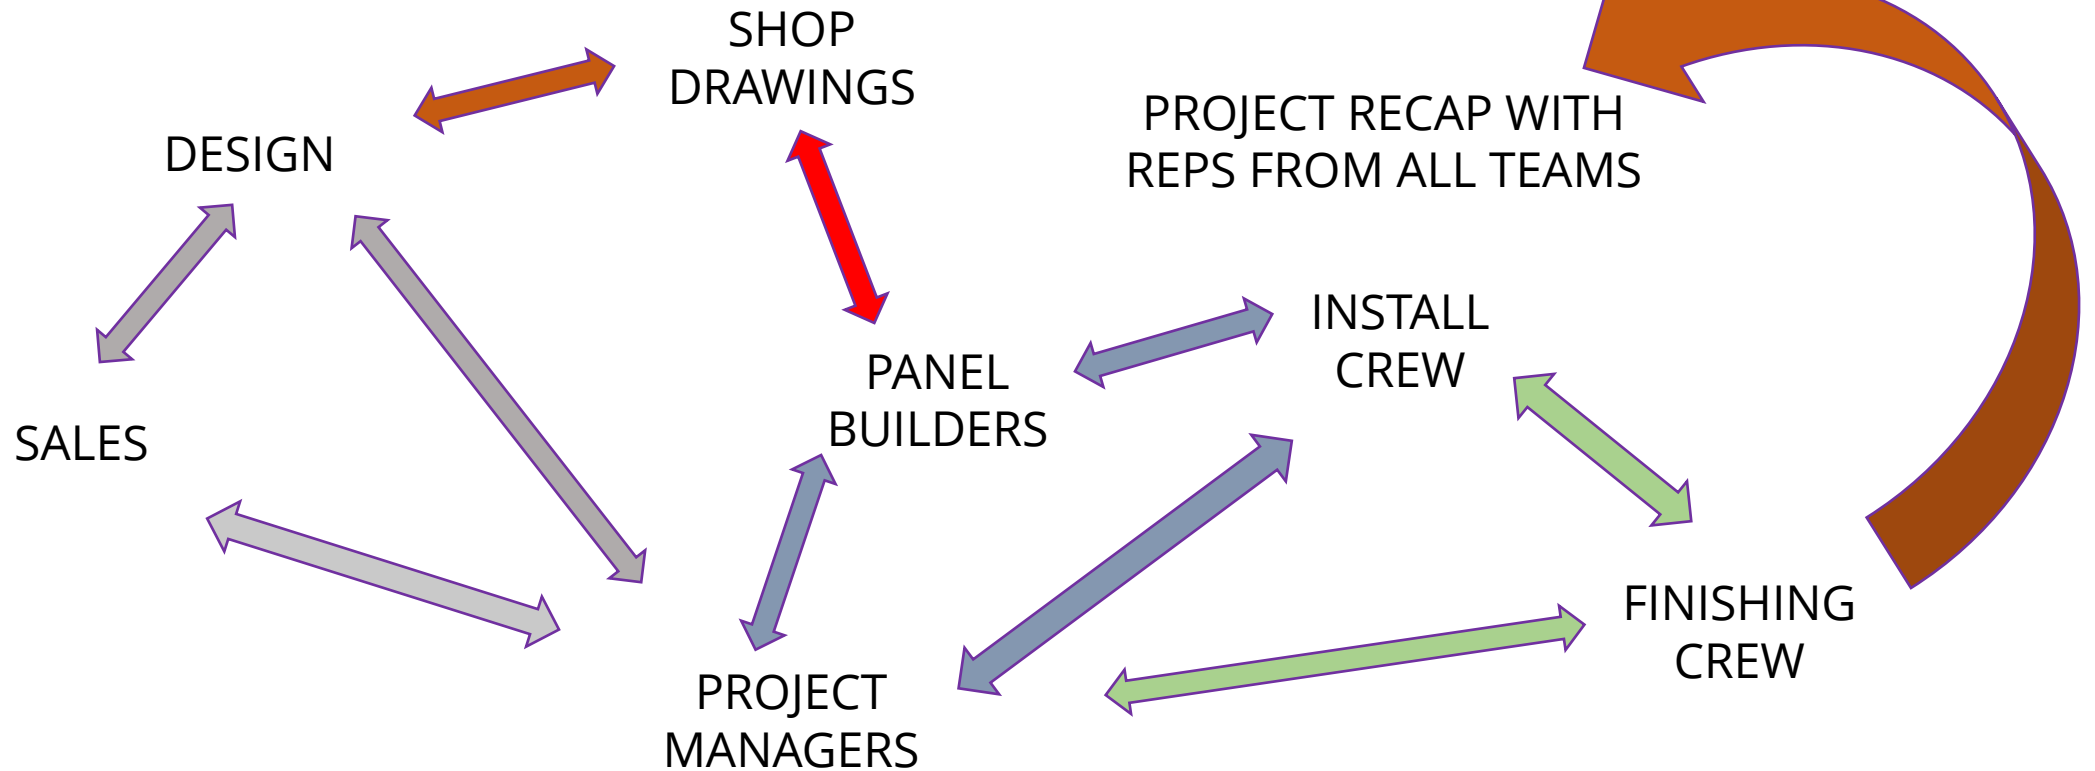 SHOP
DRAWINGS
DESIGN
PROJECT RECAP WITH
REPS FROM ALL TEAMS
INSTALL
CREW
PANEL
BUILDERS
SALES
FINISHING
CREW
PROJECT
MANAGERS